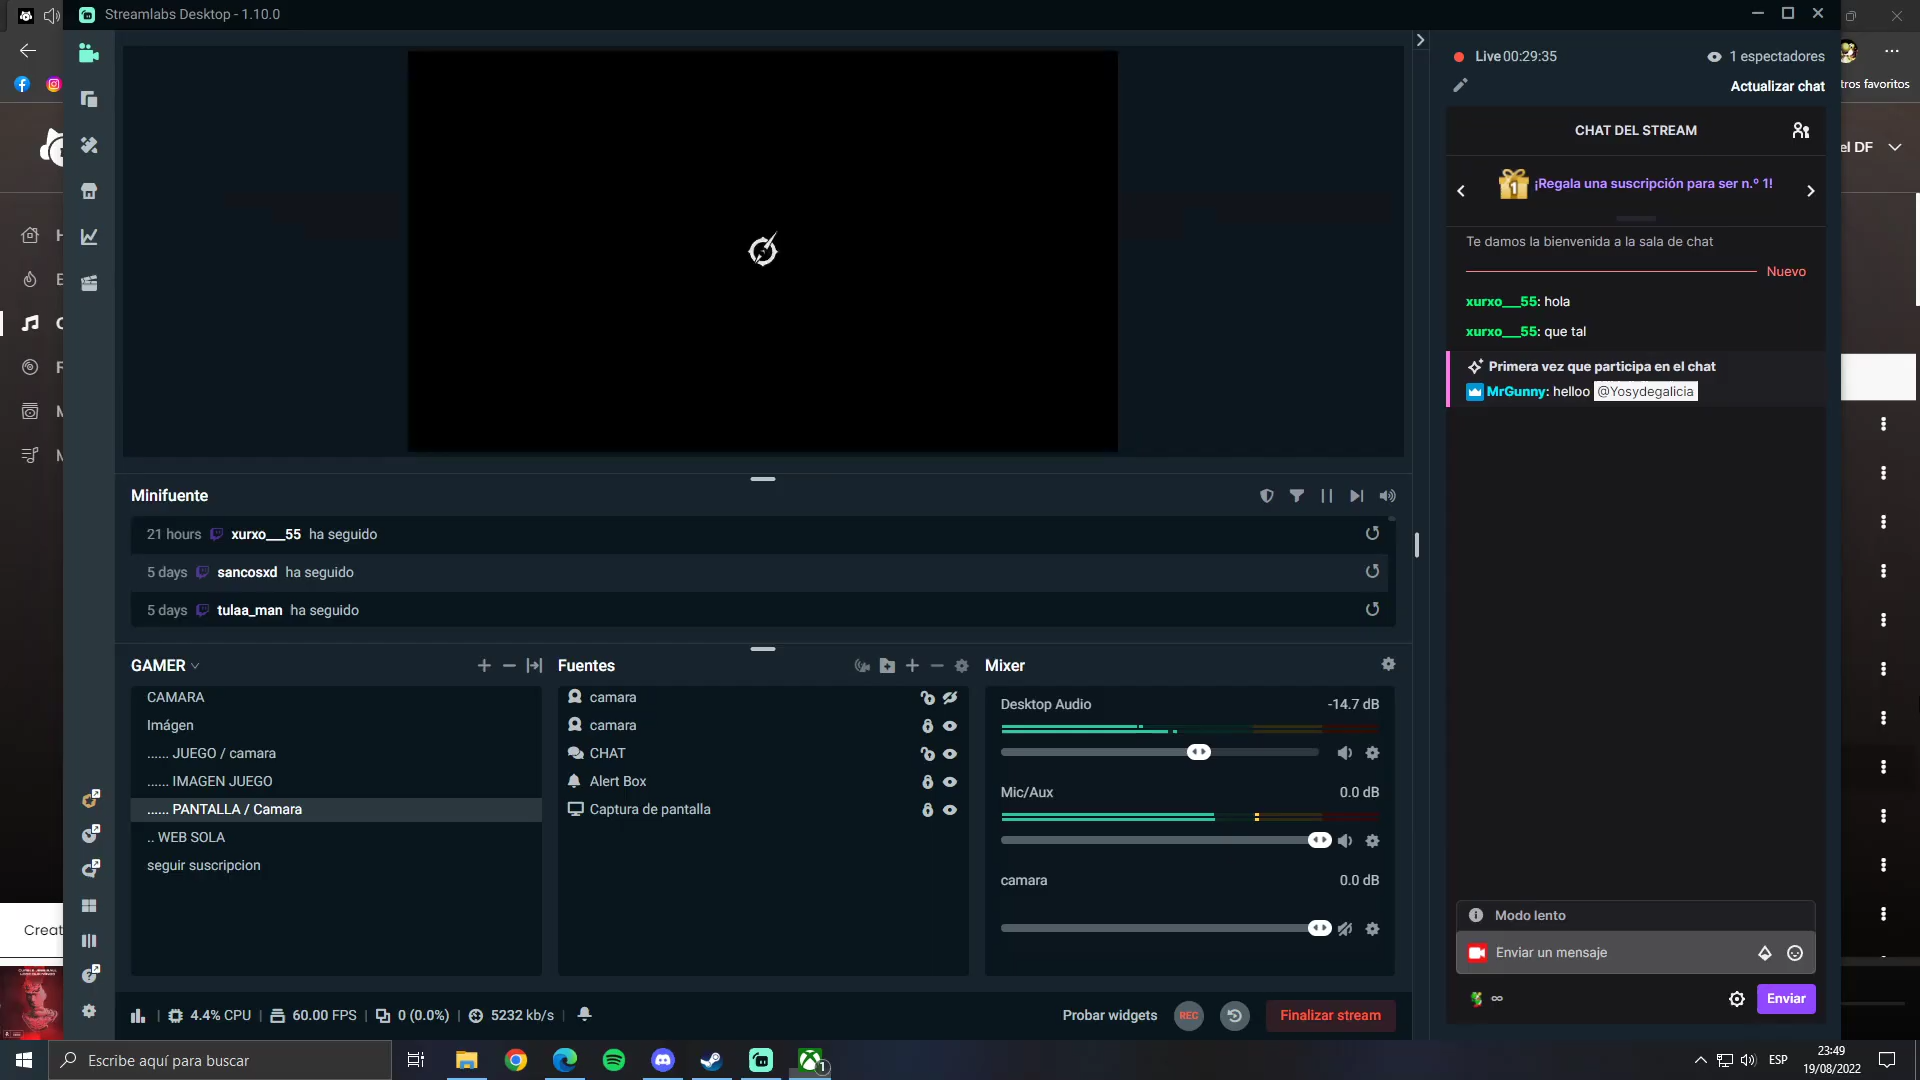 Streamlabs Desktop - 1.10.0
Live 00:29:35
1 espectadores
Actualizar chat
tros favoritos
CHAT DEL STREAM
el DF
¡Regala una suscripción para ser n.º 1!
1
Te damos la bienvenida a la sala de chat
Nuevo
xurxo___55: hola
xurxo___55: que tal
Primera vez que participa en el chat
MrGunny: helloo @Yosydegalicia
Minifuente
21 hours xurxo___55 ha seguido
5 days sancosxd ha seguido
5 days tulaa_man ha seguido
GAMER
CAMARA
Imágen
...... JUEGO / camara
...... IMAGEN JUEGO
...... PANTALLA / Camara
.. WEB SOLA
seguir suscripcion
Fuentes
camara
camara
CHAT
Alert Box
Captura de pantalla
Mixer
Desktop Audio -14.7 dB
Mic/Aux 0.0 dB
camara 0.0 dB
Modo lento
Enviar un mensaje
∞
Enviar
Creat
4.4% CPU
60.00 FPS
0 (0.0%)
5232 kb/s
Probar widgets
REC
Finalizar stream
Escribe aquí para buscar
1
ESP
23:49
19/08/2022